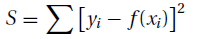 S = ∑ [yᵢ − f(xᵢ)]²